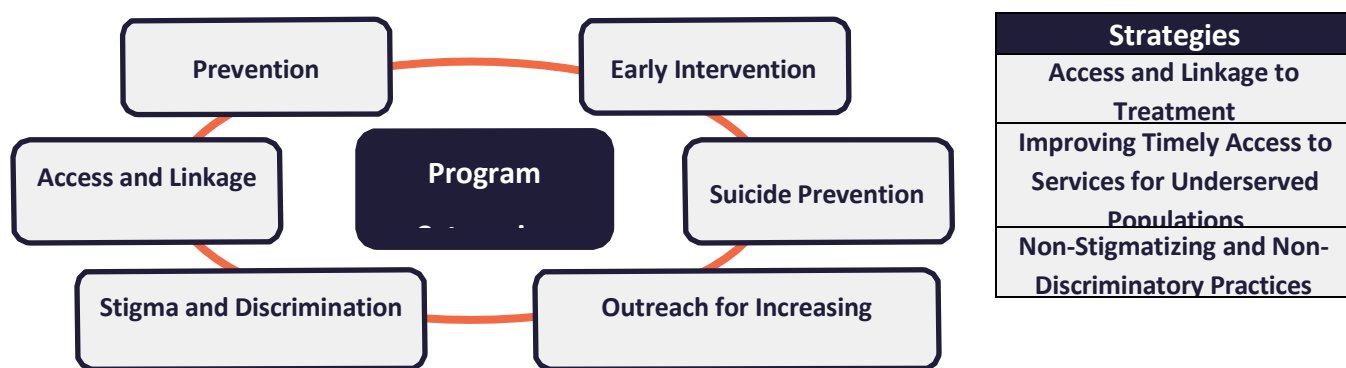 Prevention
Early Intervention
Access and Linkage
Program
Suicide Prevention
Stigma and Discrimination
Outreach for Increasing
Strategies
Access and Linkage to
Treatment
Improving Timely Access to
Services for Underserved
Populations
Non-Stigmatizing and Non-
Discriminatory Practices